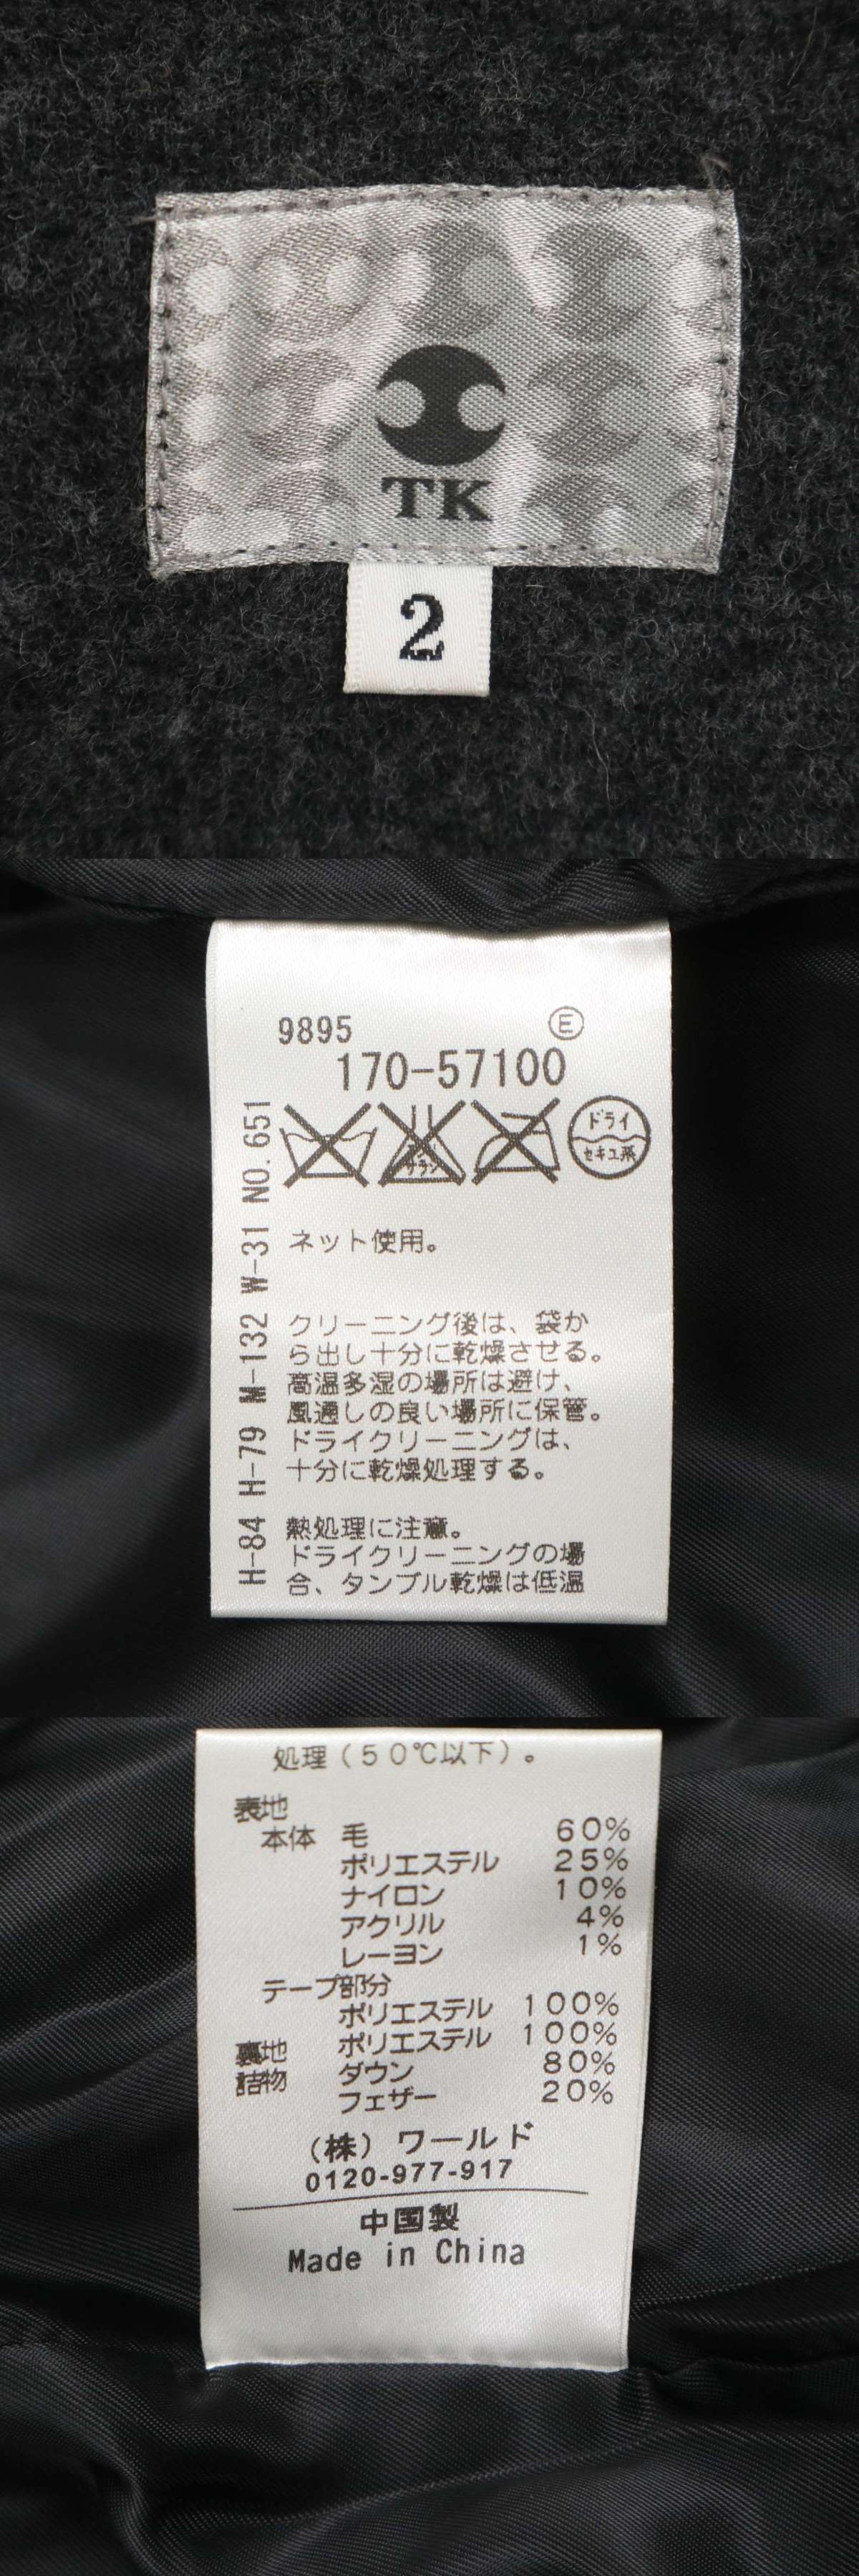 TK
2
9895
E
170-57100
サラシ
ドライ
セキユ系
NO.651
W-31
M-132
H-79
H-84
ネット使用。
クリーニング後は、袋か
ら出し十分に乾燥させる。
高温多湿の場所は避け、
風通しの良い場所に保管。
ドライクリーニングは、
十分に乾燥処理する。
熱処理に注意。
ドライクリーニングの場
合、タンブル乾燥は低温
処理(50℃以下)。
表地
本体 毛 60%
ポリエステル 25%
ナイロン 10%
アクリル 4%
レーヨン 1%
テープ部分
ポリエステル 100%
裏地 ポリエステル 100%
詰物 ダウン 80%
フェザー 20%
(株)ワールド
0120-977-917
中国製
Made in China